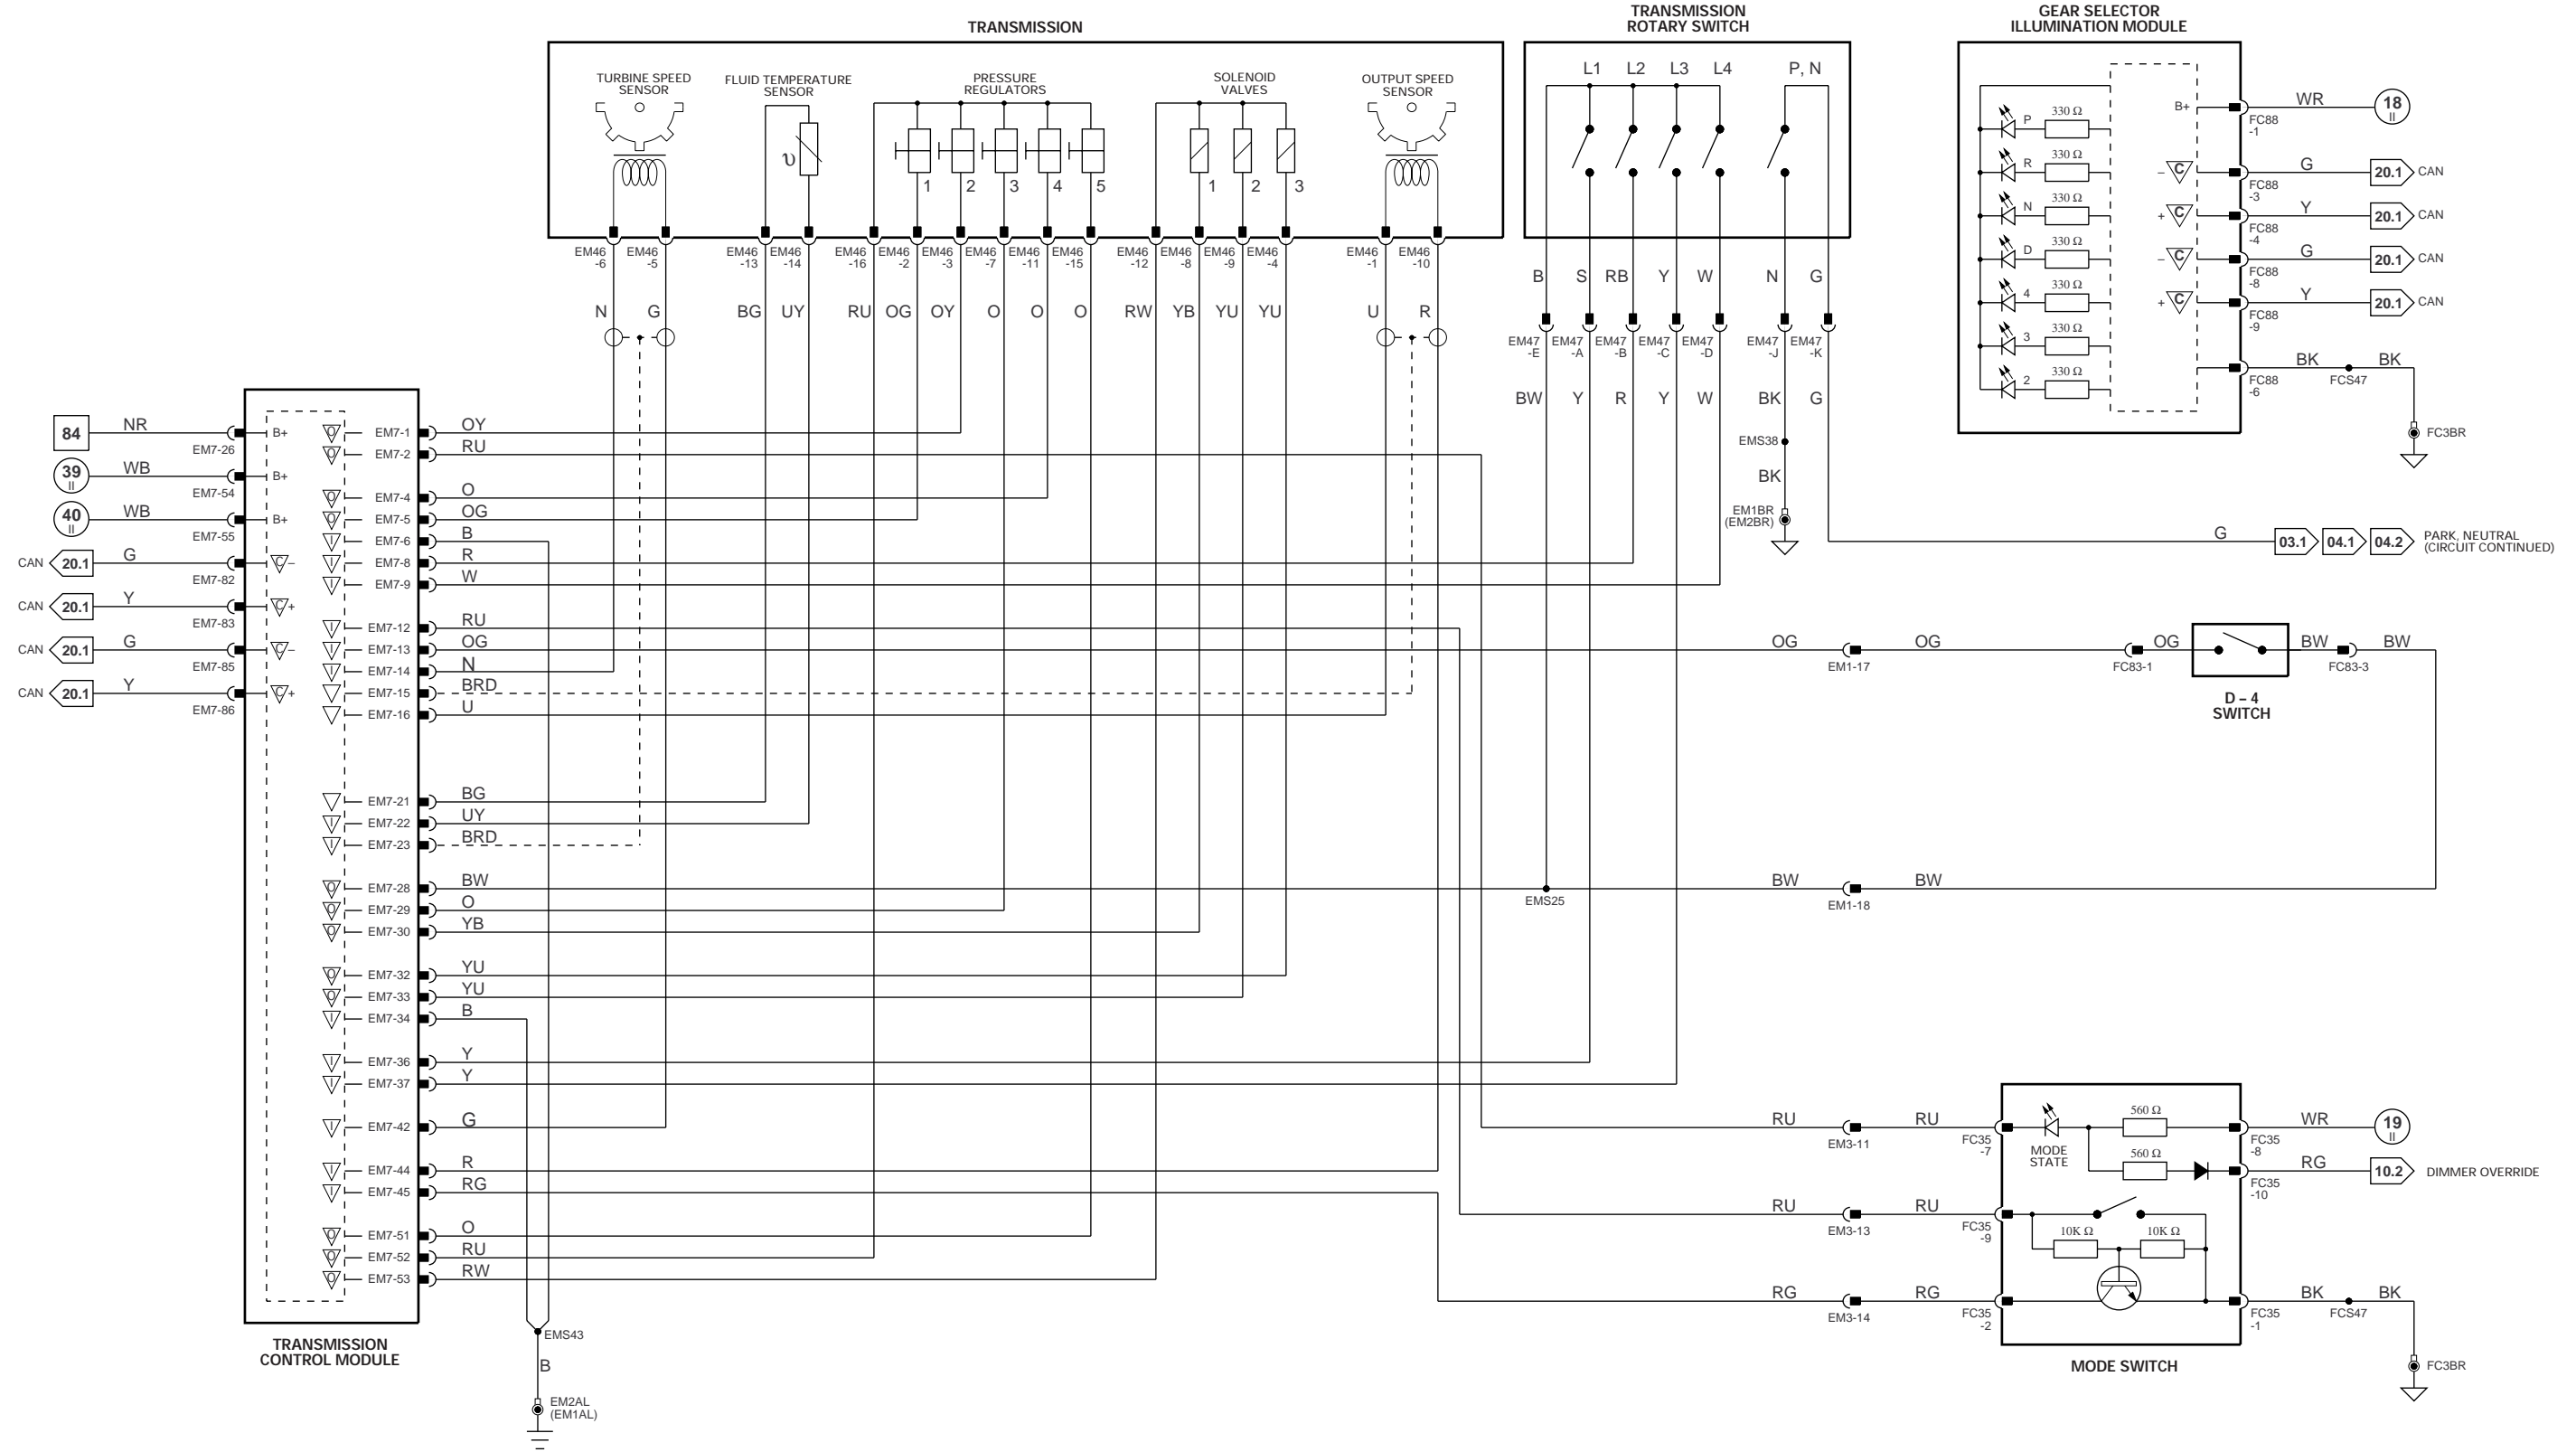 TRANSMISSION
TRANSMISSION
ROTARY SWITCH
GEAR SELECTOR
ILLUMINATION MODULE
TURBINE SPEED
SENSOR
FLUID TEMPERATURE
SENSOR
PRESSURE
REGULATORS
SOLENOID
VALVES
OUTPUT SPEED
SENSOR
υ
1 2 3 4 5
1 2 3
L1 L2 L3 L4 P, N
B+
P 330 Ω
R 330 Ω
N 330 Ω
D 330 Ω
4 330 Ω
3 330 Ω
2 330 Ω
FC88
-1
WR
18
II
– C
FC88
-3
G
20.1 CAN
+ C
FC88
-4
Y
20.1 CAN
– C
FC88
-8
G
20.1 CAN
+ C
FC88
-9
Y
20.1 CAN
FC88
-6
BK
FCS47
BK
FC3BR
EM46
-6
EM46
-5
EM46
-13
EM46
-14
EM46
-16
EM46
-2
EM46
-3
EM46
-7
EM46
-11
EM46
-15
EM46
-12
EM46
-8
EM46
-9
EM46
-4
EM46
-1
EM46
-10
N G BG UY RU OG OY O O O RW YB YU YU U R
B S RB Y W N G
EM47
-E
EM47
-A
EM47
-B
EM47
-C
EM47
-D
EM47
-J
EM47
-K
BW Y R Y W BK G
EMS38
BK
EM1BR
(EM2BR)
G
03.1 04.1 04.2
PARK, NEUTRAL
(CIRCUIT CONTINUED)
84 NR EM7-26 B+
39 II WB EM7-54 B+
40 II WB EM7-55 B+
CAN 20.1 G EM7-82 C –
CAN 20.1 Y EM7-83 C +
CAN 20.1 G EM7-85 C –
CAN 20.1 Y EM7-86 C +
O EM7-1 OY
O EM7-2 RU
O EM7-4 O
O EM7-5 OG
I EM7-6 B
I EM7-8 R
I EM7-9 W
I EM7-12 RU
I EM7-13 OG
I EM7-14 N
EM7-15 BRD
EM7-16 U
EM7-21 BG
I EM7-22 UY
I EM7-23 BRD
O EM7-28 BW
O EM7-29 O
O EM7-30 YB
O EM7-32 YU
O EM7-33 YU
I EM7-34 B
I EM7-36 Y
I EM7-37 Y
I EM7-42 G
I EM7-44 R
I EM7-45 RG
O EM7-51 O
O EM7-52 RU
O EM7-53 RW
TRANSMISSION
CONTROL MODULE
EMS43
B
EM2AL
(EM1AL)
OG EM1-17 OG FC83-1 OG BW FC83-3 BW
D – 4
SWITCH
EMS25
BW EM1-18 BW
RU EM3-11 RU
FC35
-7
MODE
STATE
560 Ω
560 Ω
FC35
-8
WR
19
II
FC35
-10
RG
10.2 DIMMER OVERRIDE
RU EM3-13 RU
FC35
-9
10K Ω 10K Ω
RG EM3-14 RG
FC35
-2
FC35
-1
BK
FCS47
BK
FC3BR
MODE SWITCH